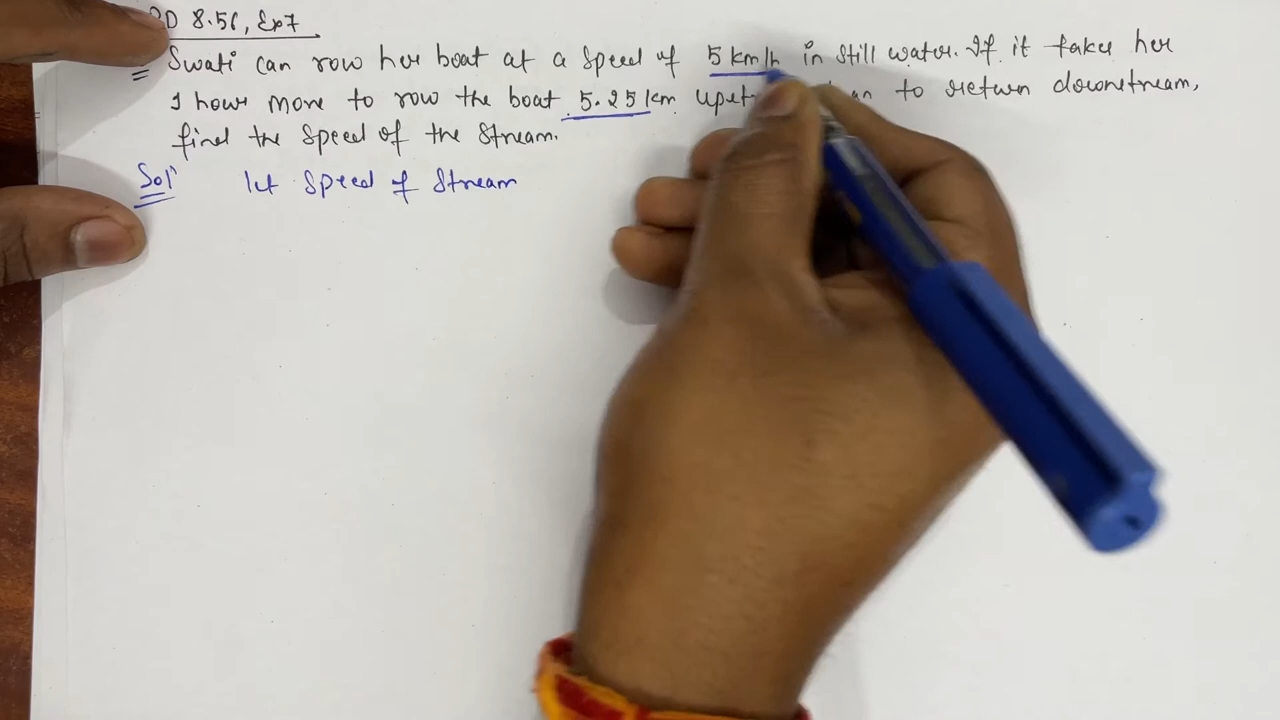 8.56, Exp7
Swati can row her boat at a Speed of 5 km/h in still water. If it takes her
1 hour more to row the boat 5.25 km to return downstream,
find the Speed of the Stream.
Sol
let Speed of Stream